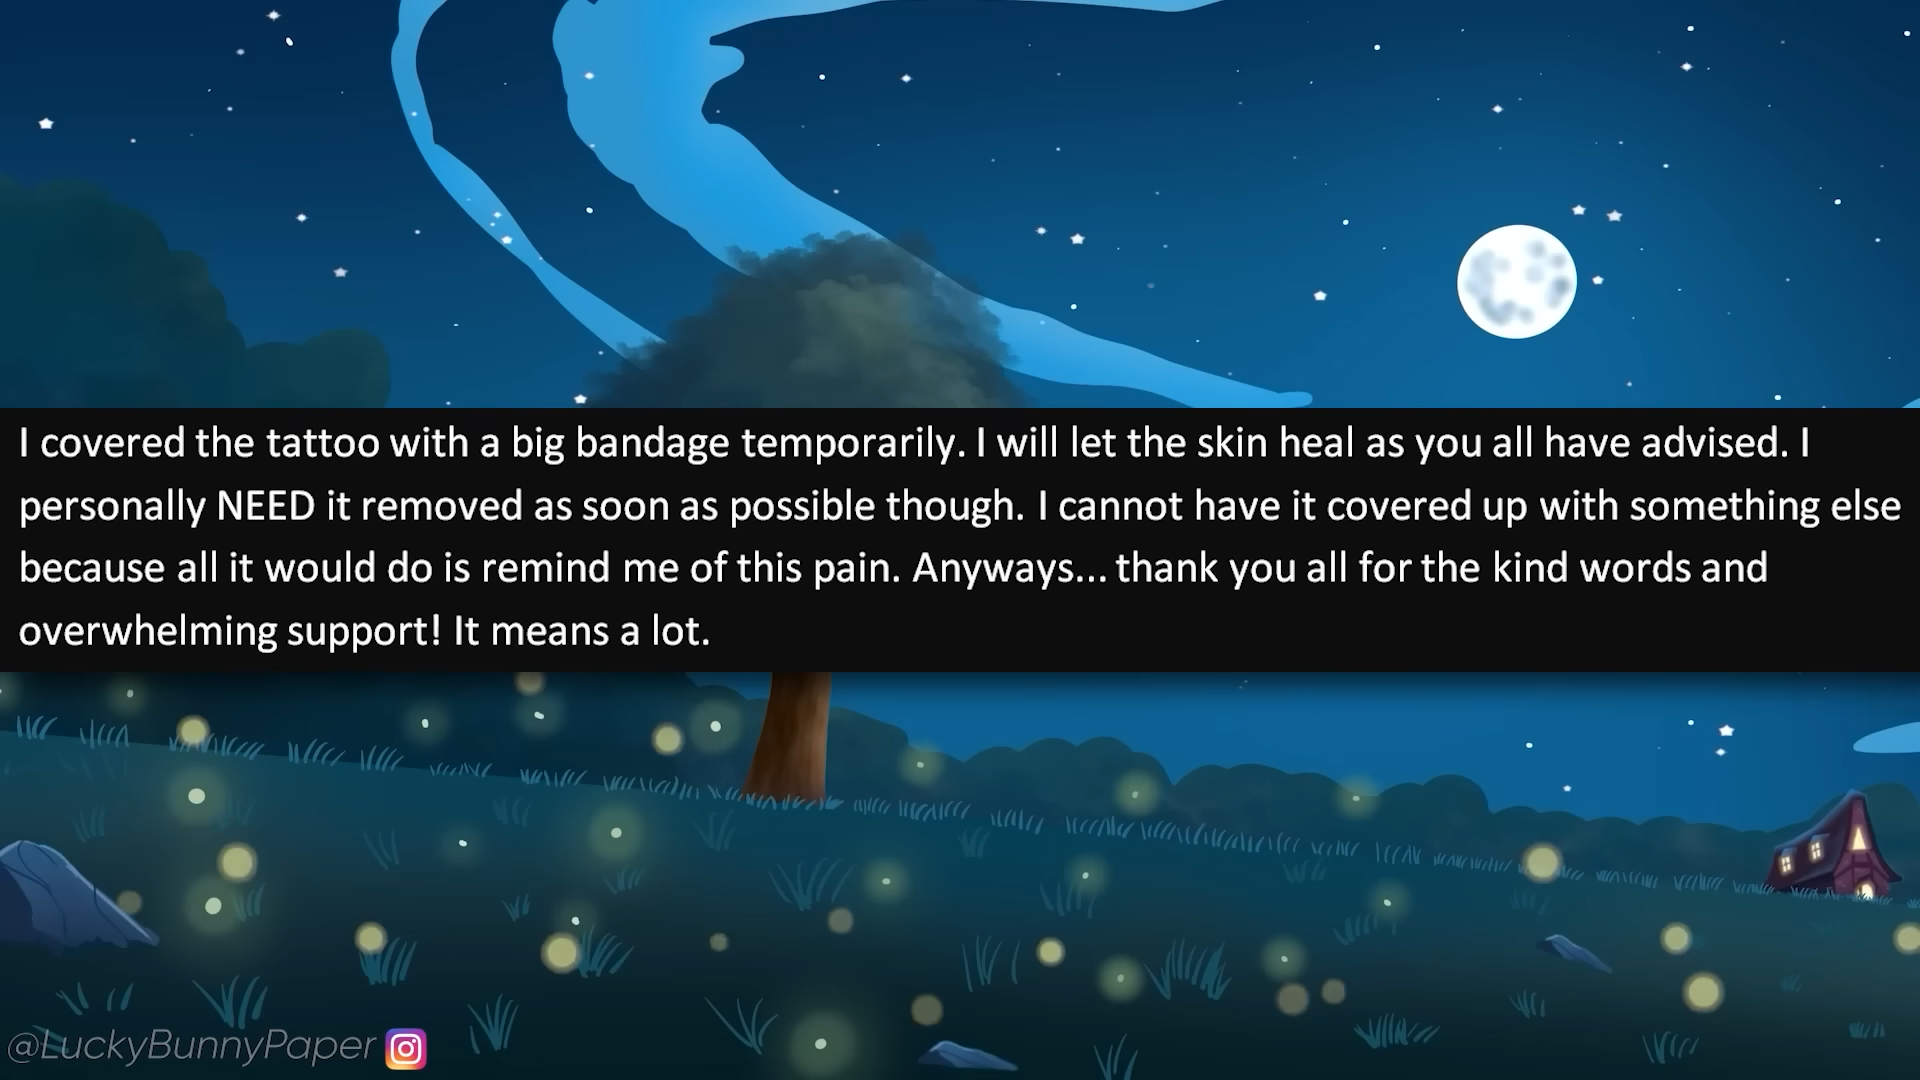 I covered the tattoo with a big bandage temporarily. I will let the skin heal as you all have advised. I
personally NEED it removed as soon as possible though. I cannot have it covered up with something else
because all it would do is remind me of this pain. Anyways... thank you all for the kind words and
overwhelming support! It means a lot.
@LuckyBunnyPaper